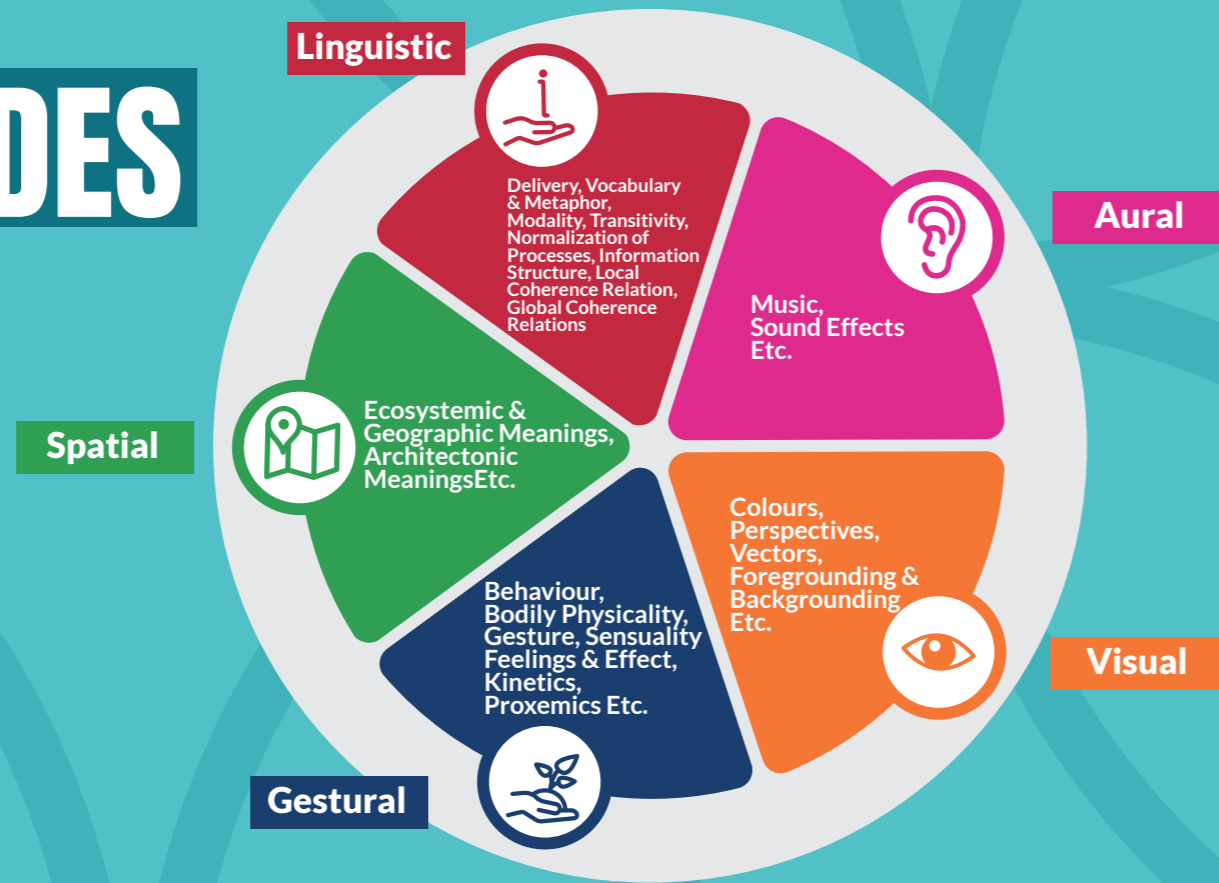 DES
Linguistic
Delivery, Vocabulary
& Metaphor,
Modality, Transitivity,
Normalization of
Processes, Information
Structure, Local
Coherence Relation,
Global Coherence
Relations
Aural
Music,
Sound Effects
Etc.
Spatial
Ecosystemic &
Geographic Meanings,
Architectonic
MeaningsEtc.
Colours,
Perspectives,
Vectors,
Foregrounding &
Backgrounding
Etc.
Visual
Behaviour,
Bodily Physicality,
Gesture, Sensuality
Feelings & Effect,
Kinetics,
Proxemics Etc.
Gestural